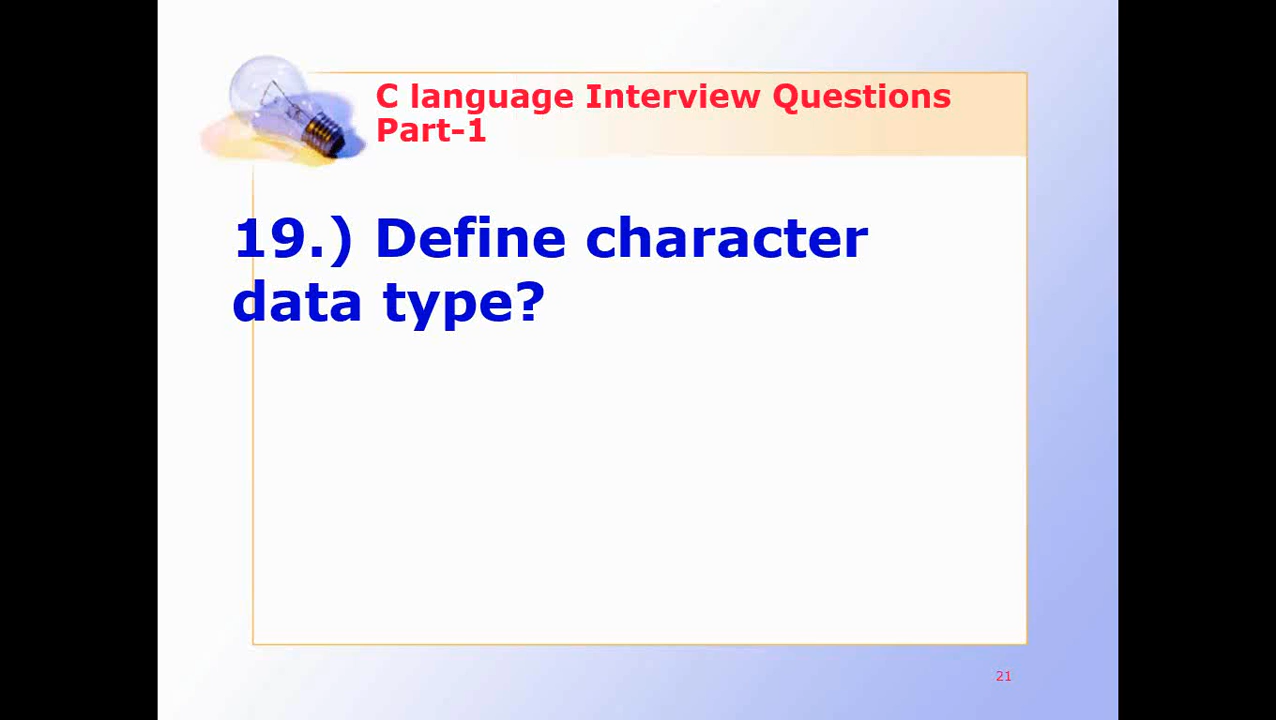 C language Interview Questions
Part-1
19.) Define character
data type?
21